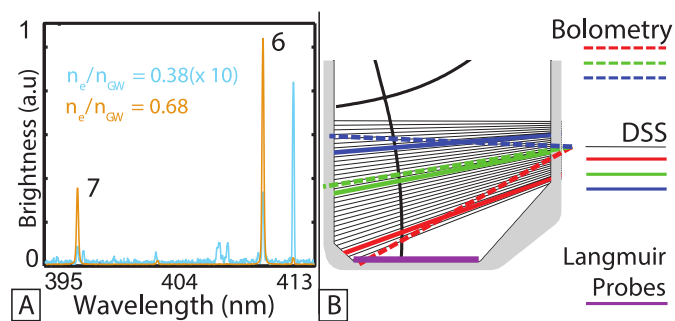 1
6
B
Bolometry
n_e/n_GW = 0.38(x 10)
n_e/n_GW = 0.68
Brightness (a.u)
7
DSS
0
395
404
413
Langmuir
Probes
A
Wavelength (nm)